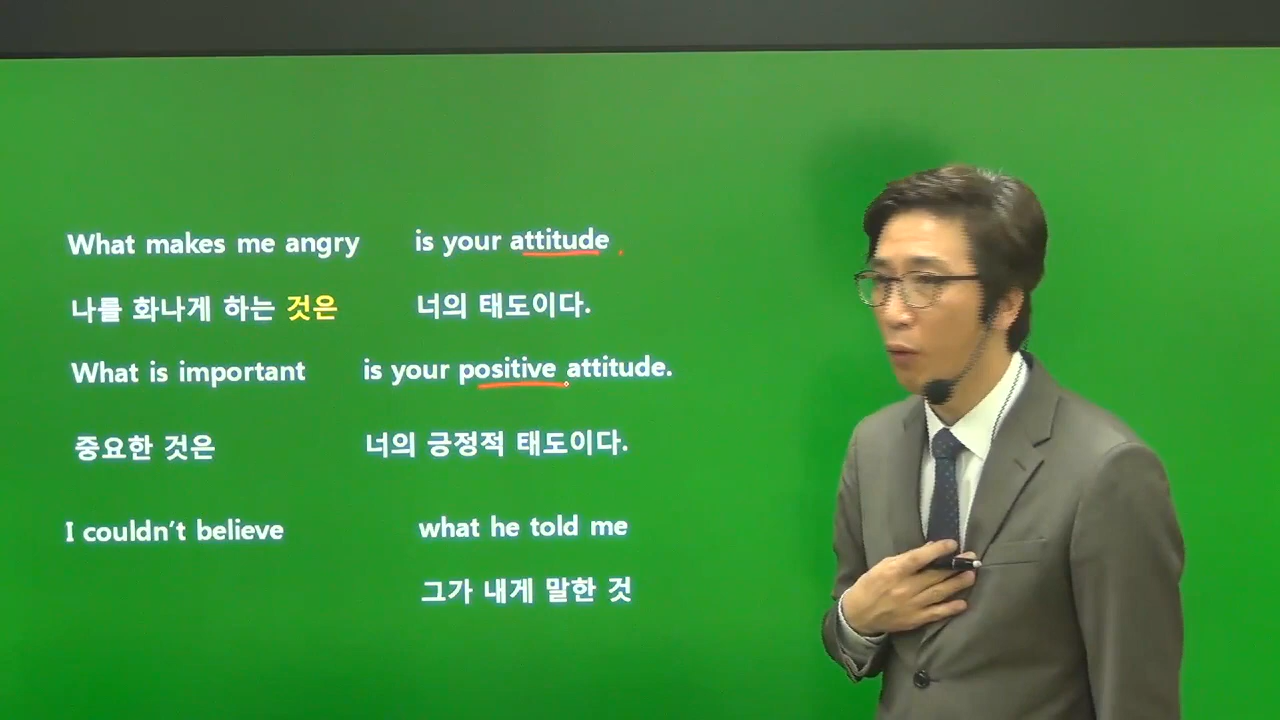 What makes me angry is your attitude
나를 화나게 하는 것은 너의 태도이다.
What is important is your positive attitude.
중요한 것은 너의 긍정적 태도이다.
I couldn't believe what he told me
그가 내게 말한 것